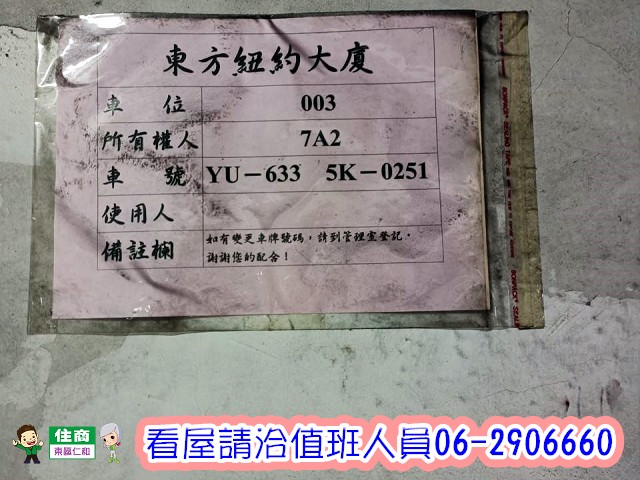 東方紐約大廈
車 位 003
所有權人 7A2
車 號 YU-633 5K-0251
使用人
備註欄 如有變更車牌號碼，請到管理室登記。
謝謝您的配合！
住商
東區仁和
看屋請洽值班人員06-2906660